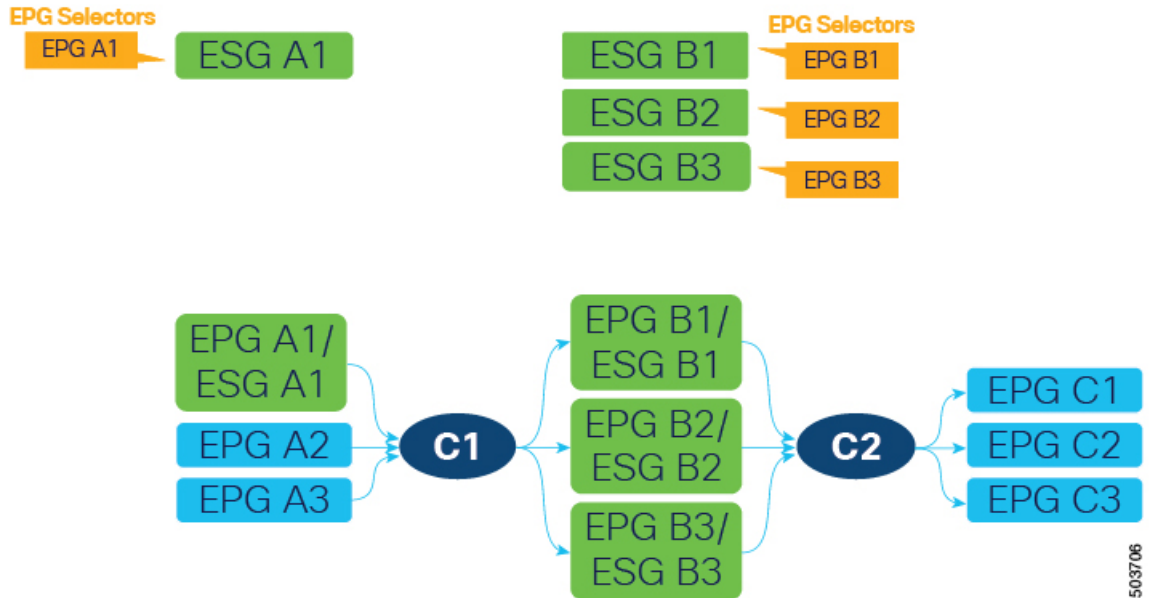 EPG Selectors
EPG A1
ESG A1
EPG Selectors
ESG B1
EPG B1
ESG B2
EPG B2
ESG B3
EPG B3
EPG A1/
ESG A1
EPG A2
EPG A3
C1
EPG B1/
ESG B1
EPG B2/
ESG B2
EPG B3/
ESG B3
C2
EPG C1
EPG C2
EPG C3
503706